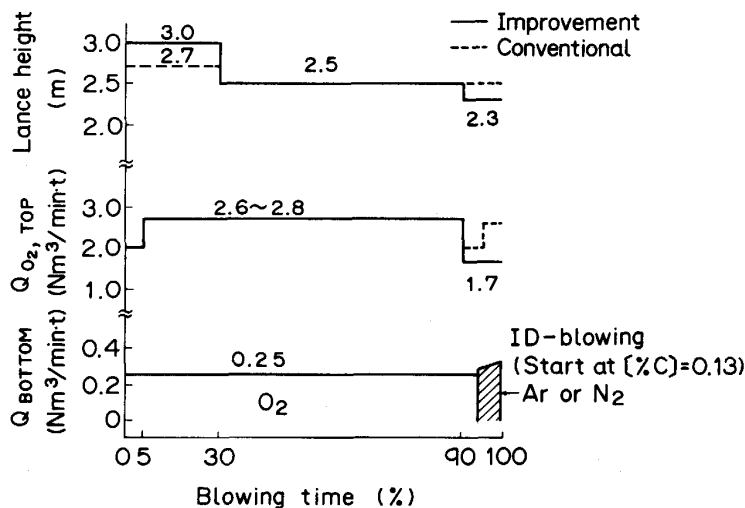 Improvement
Conventional
Lance height
(m)
3.0
2.5
2.0
3.0
2.7
2.5
2.3
Q O₂, TOP
(Nm³/min·t)
3.0
2.0
1.0
2.6~2.8
1.7
Q BOTTOM
(Nm³/min·t)
0.4
0.2
0
0.25
O₂
ID-blowing
(Start at [%C]=0.13)
Ar or N₂
0 5 30 90 100
Blowing time (%)